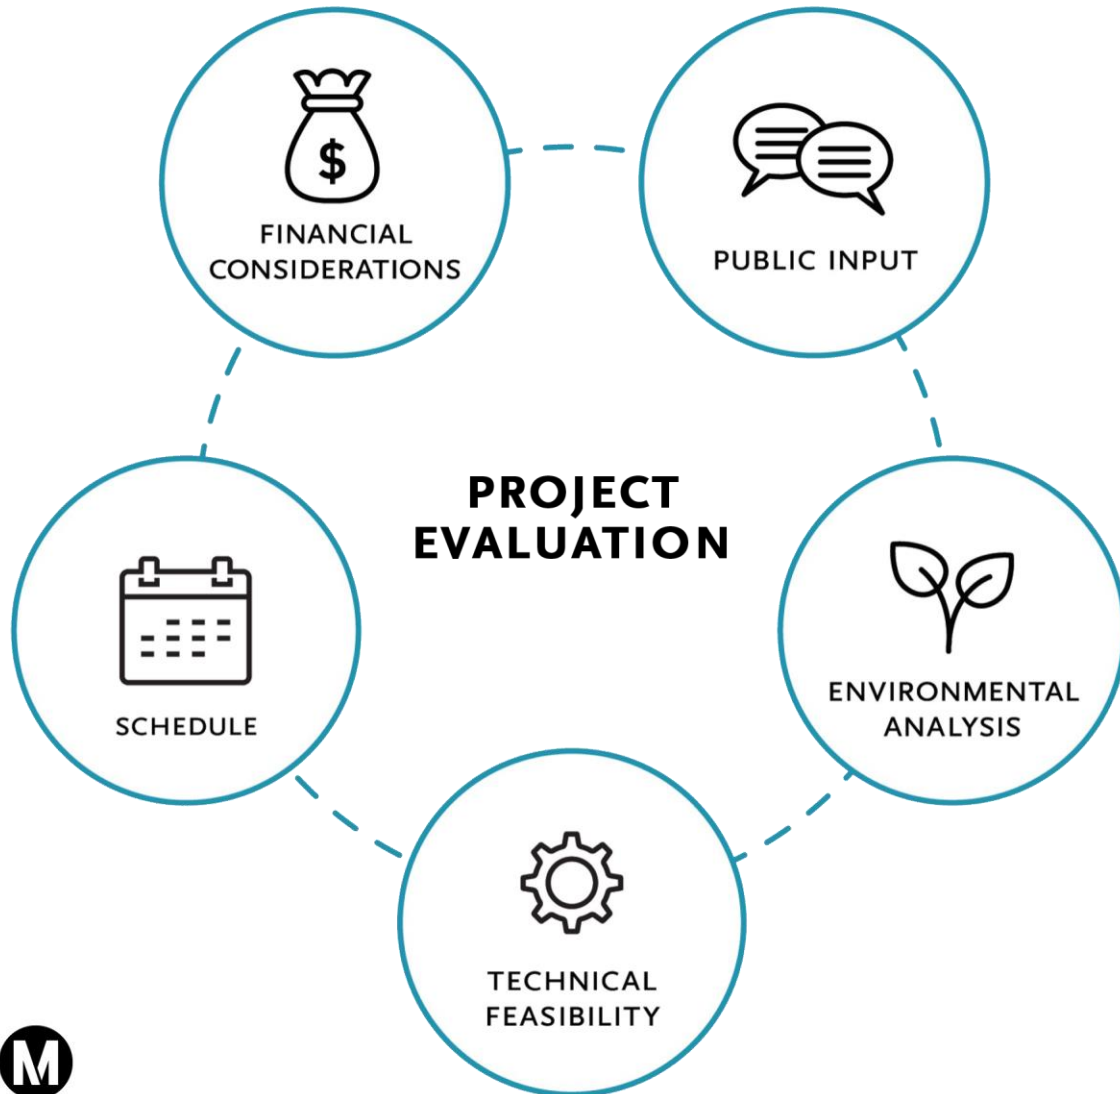 $
FINANCIAL
CONSIDERATIONS
PUBLIC INPUT
PROJECT
EVALUATION
SCHEDULE
ENVIRONMENTAL
ANALYSIS
TECHNICAL
FEASIBILITY
M